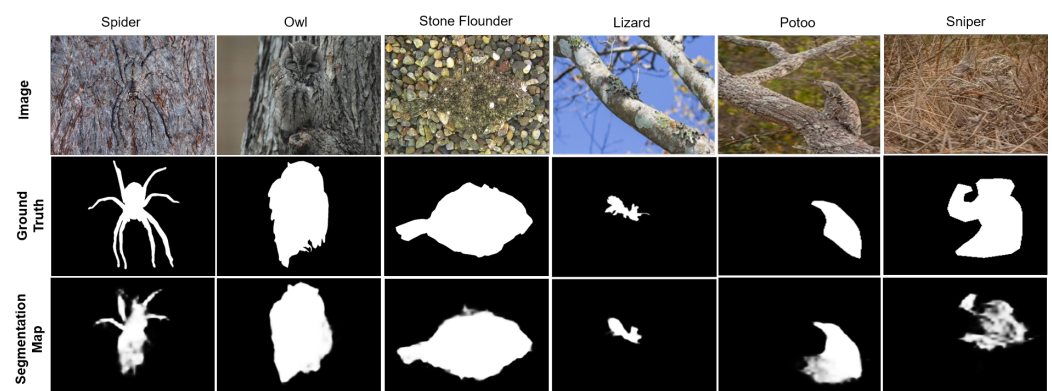 Spider Owl Stone Flounder Lizard Potoo Sniper
Image
Ground
Truth
Segmentation
Map